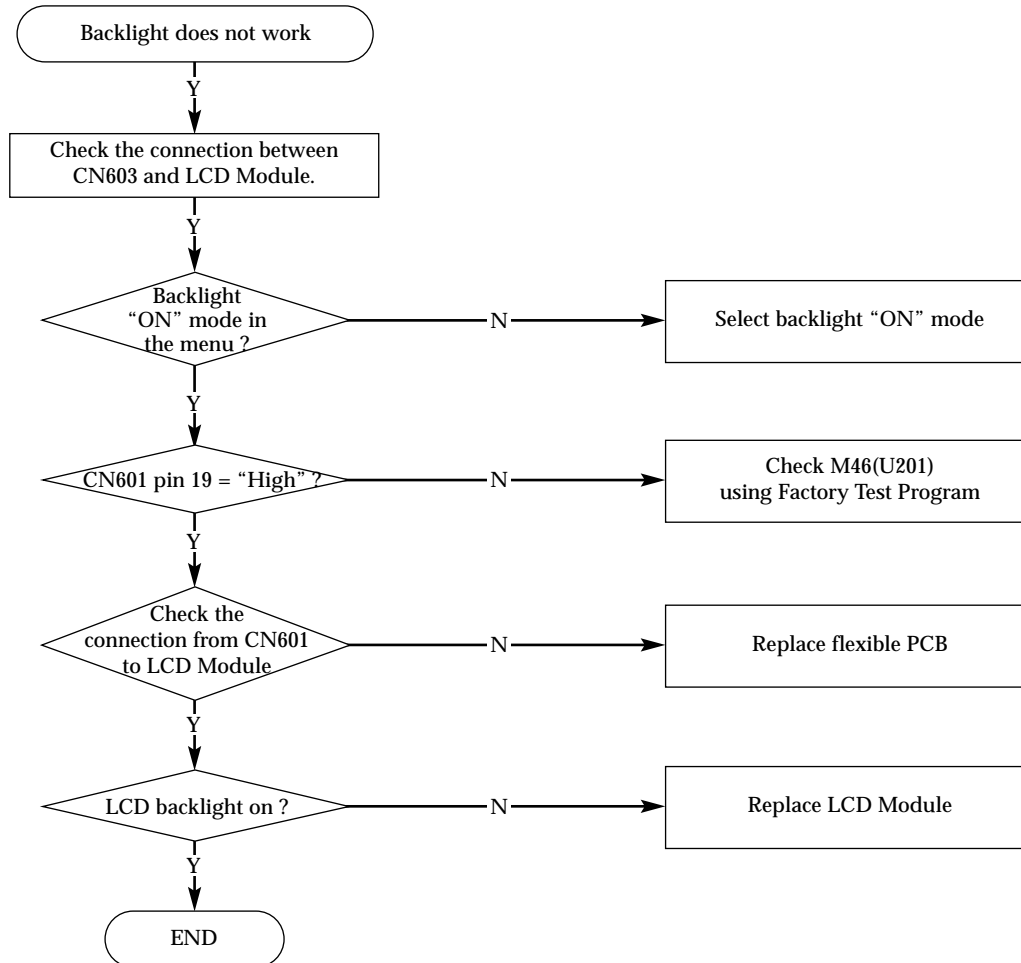 Backlight does not work
Y
Check the connection between
CN603 and LCD Module.
Y
Backlight
“ON” mode in
the menu ?
N
Select backlight “ON” mode
Y
CN601 pin 19 = “High” ?
N
Check M46(U201)
using Factory Test Program
Y
Check the
connection from CN601
to LCD Module
N
Replace flexible PCB
Y
LCD backlight on ?
N
Replace LCD Module
Y
END